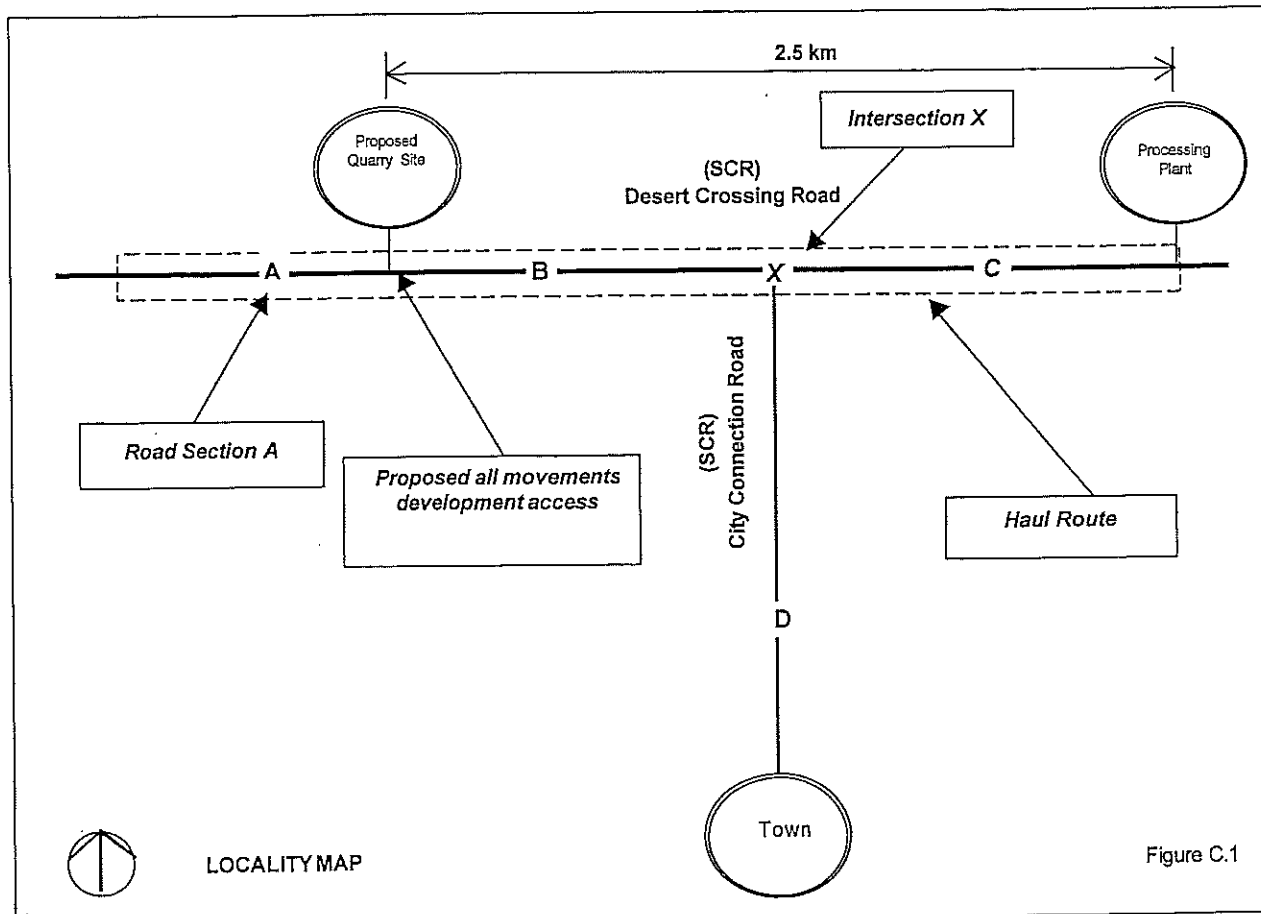 2.5 km
Proposed
Quarry Site
Intersection X
Processing
Plant
(SCR)
Desert Crossing Road
A
B
X
C
(SCR)
City Connection Road
Road Section A
Proposed all movements
development access
Haul Route
D
Town
LOCALITY MAP
Figure C.1